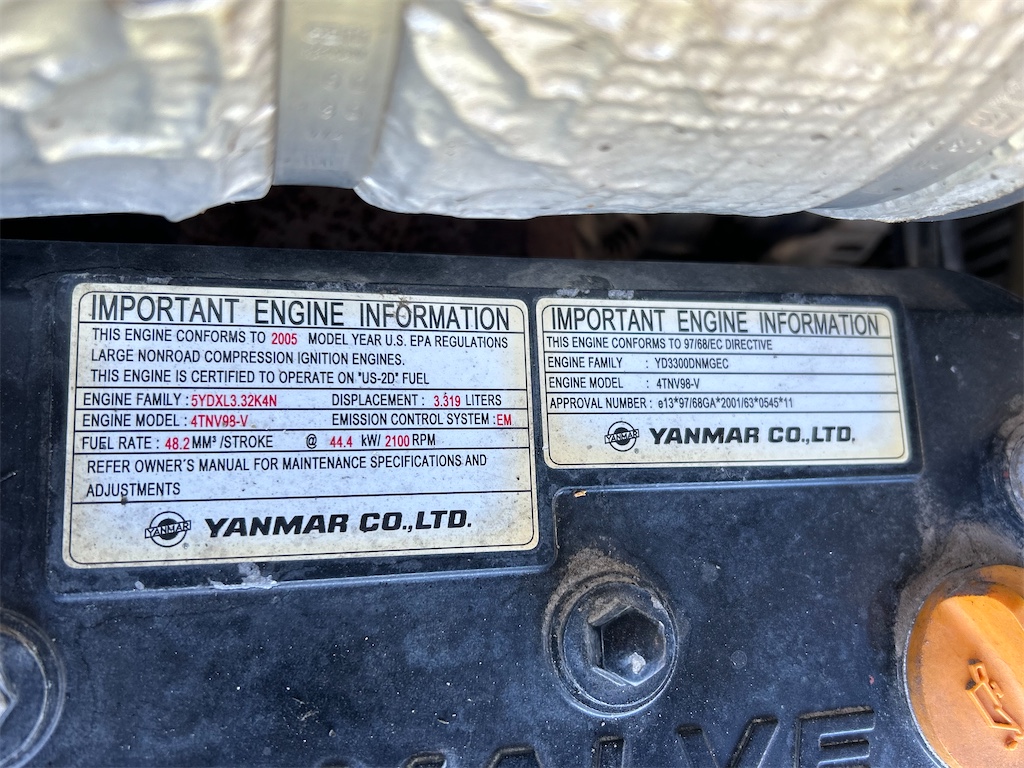 IMPORTANT ENGINE INFORMATION
THIS ENGINE CONFORMS TO 2005 MODEL YEAR U.S. EPA REGULATIONS
LARGE NONROAD COMPRESSION IGNITION ENGINES.
THIS ENGINE IS CERTIFIED TO OPERATE ON "US-2D" FUEL
ENGINE FAMILY : 5YDXL3.32K4N DISPLACEMENT : 3.319 LITERS
ENGINE MODEL : 4TNV98-V EMISSION CONTROL SYSTEM : EM
FUEL RATE : 48.2 MM³ /STROKE @ 44.4 kW/ 2100 RPM
REFER OWNER'S MANUAL FOR MAINTENANCE SPECIFICATIONS AND
ADJUSTMENTS
YANMAR
YANMAR CO.,LTD.
IMPORTANT ENGINE INFORMATION
THIS ENGINE CONFORMS TO 97/68/EC DIRECTIVE
ENGINE FAMILY : YD3300DNMGEC
ENGINE MODEL : 4TNV98-V
APPROVAL NUMBER : e13*97/68GA*2001/63*0545*11
YANMAR
YANMAR CO.,LTD.